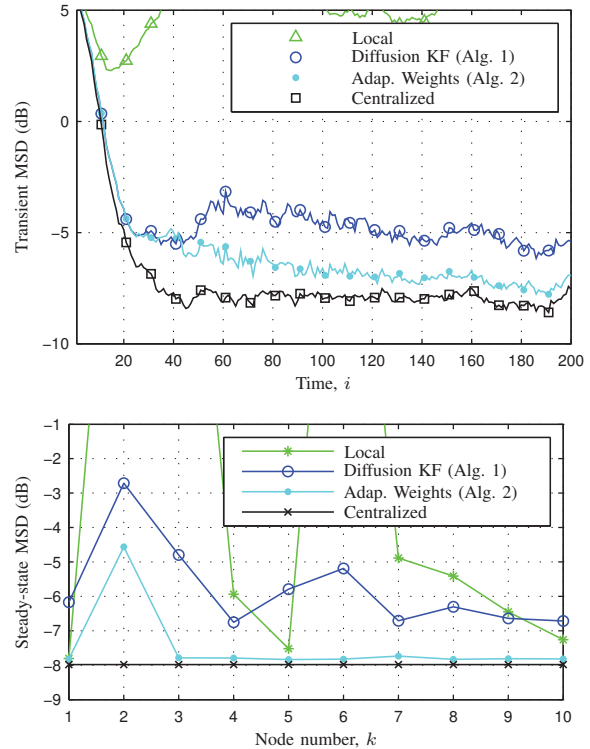 5
0
−5
−10
Transient MSD (dB)
Local
Diffusion KF (Alg. 1)
Adap. Weights (Alg. 2)
Centralized
20 40 60 80 100 120 140 160 180 200
Time, i
−1
−2
−3
−4
−5
−6
−7
−8
−9
Steady-state MSD (dB)
Local
Diffusion KF (Alg. 1)
Adap. Weights (Alg. 2)
Centralized
1 2 3 4 5 6 7 8 9 10
Node number, k